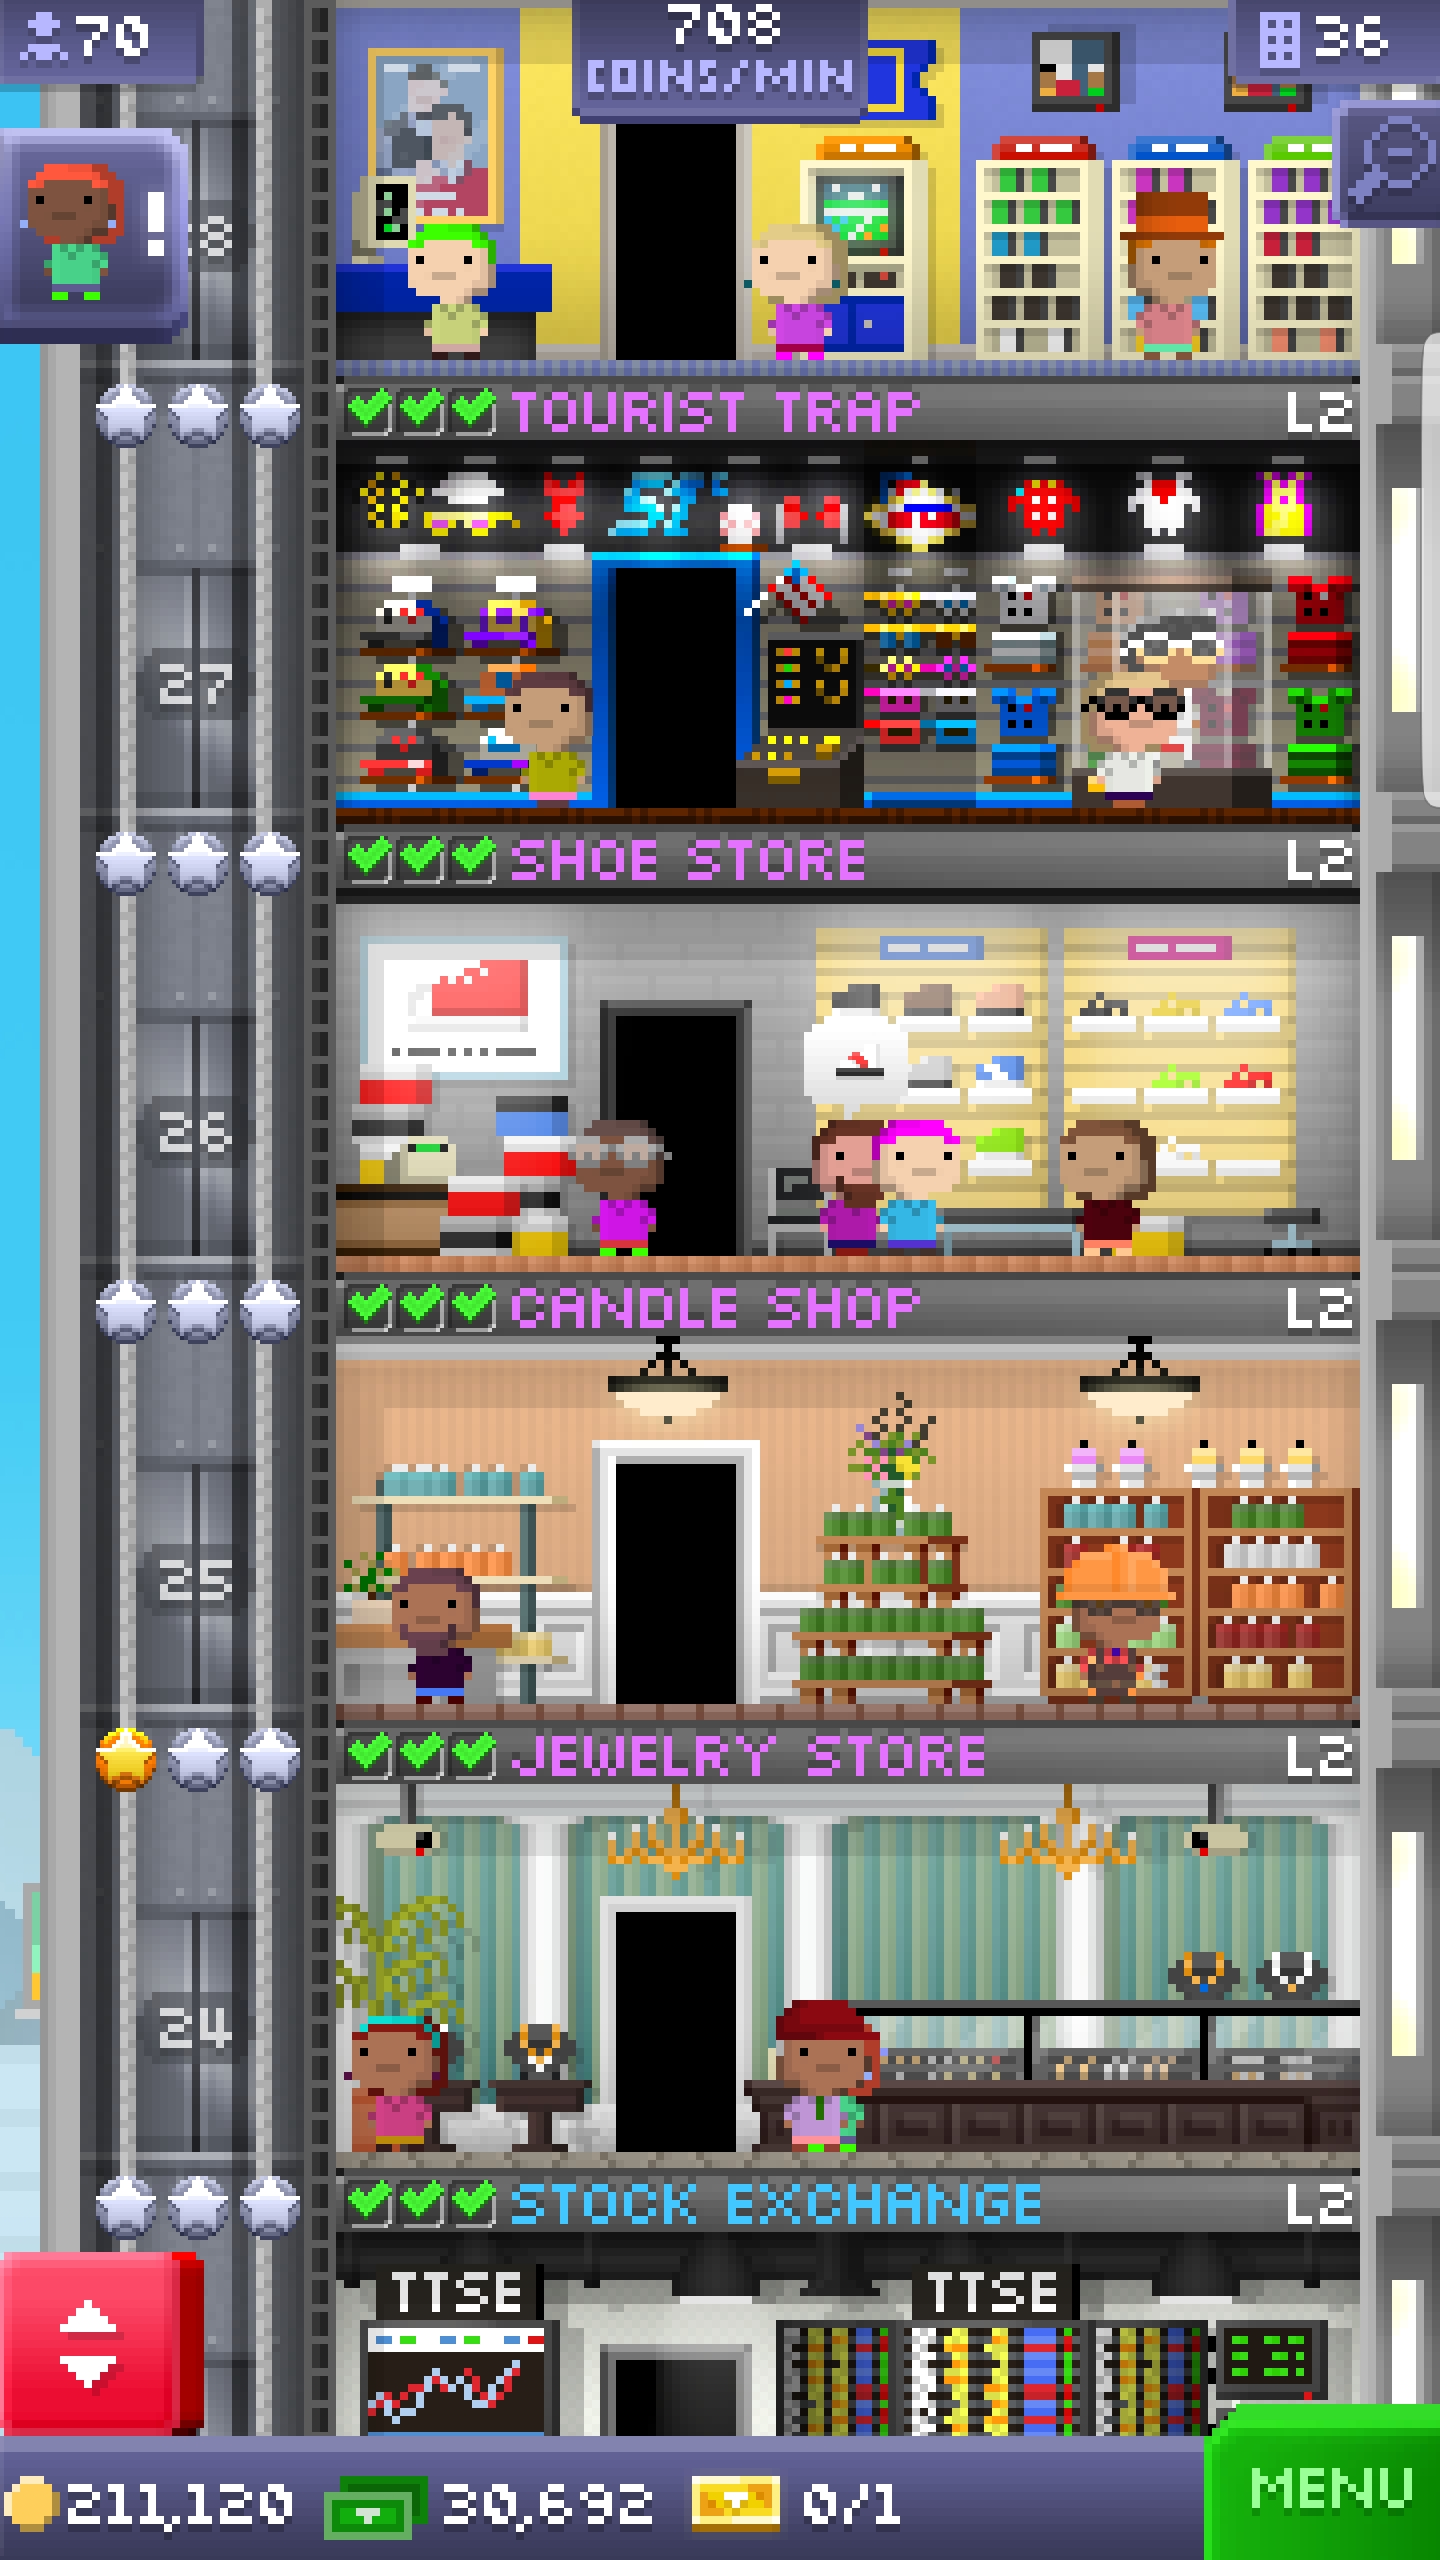 70
708
COINS/MIN
36
!
8
TOURIST TRAP
L2
27
SHOE STORE
L2
26
CANDLE SHOP
L2
25
JEWELRY STORE
L2
24
STOCK EXCHANGE
L2
TTSE
TTSE
211,120
30,692
0/1
MENU